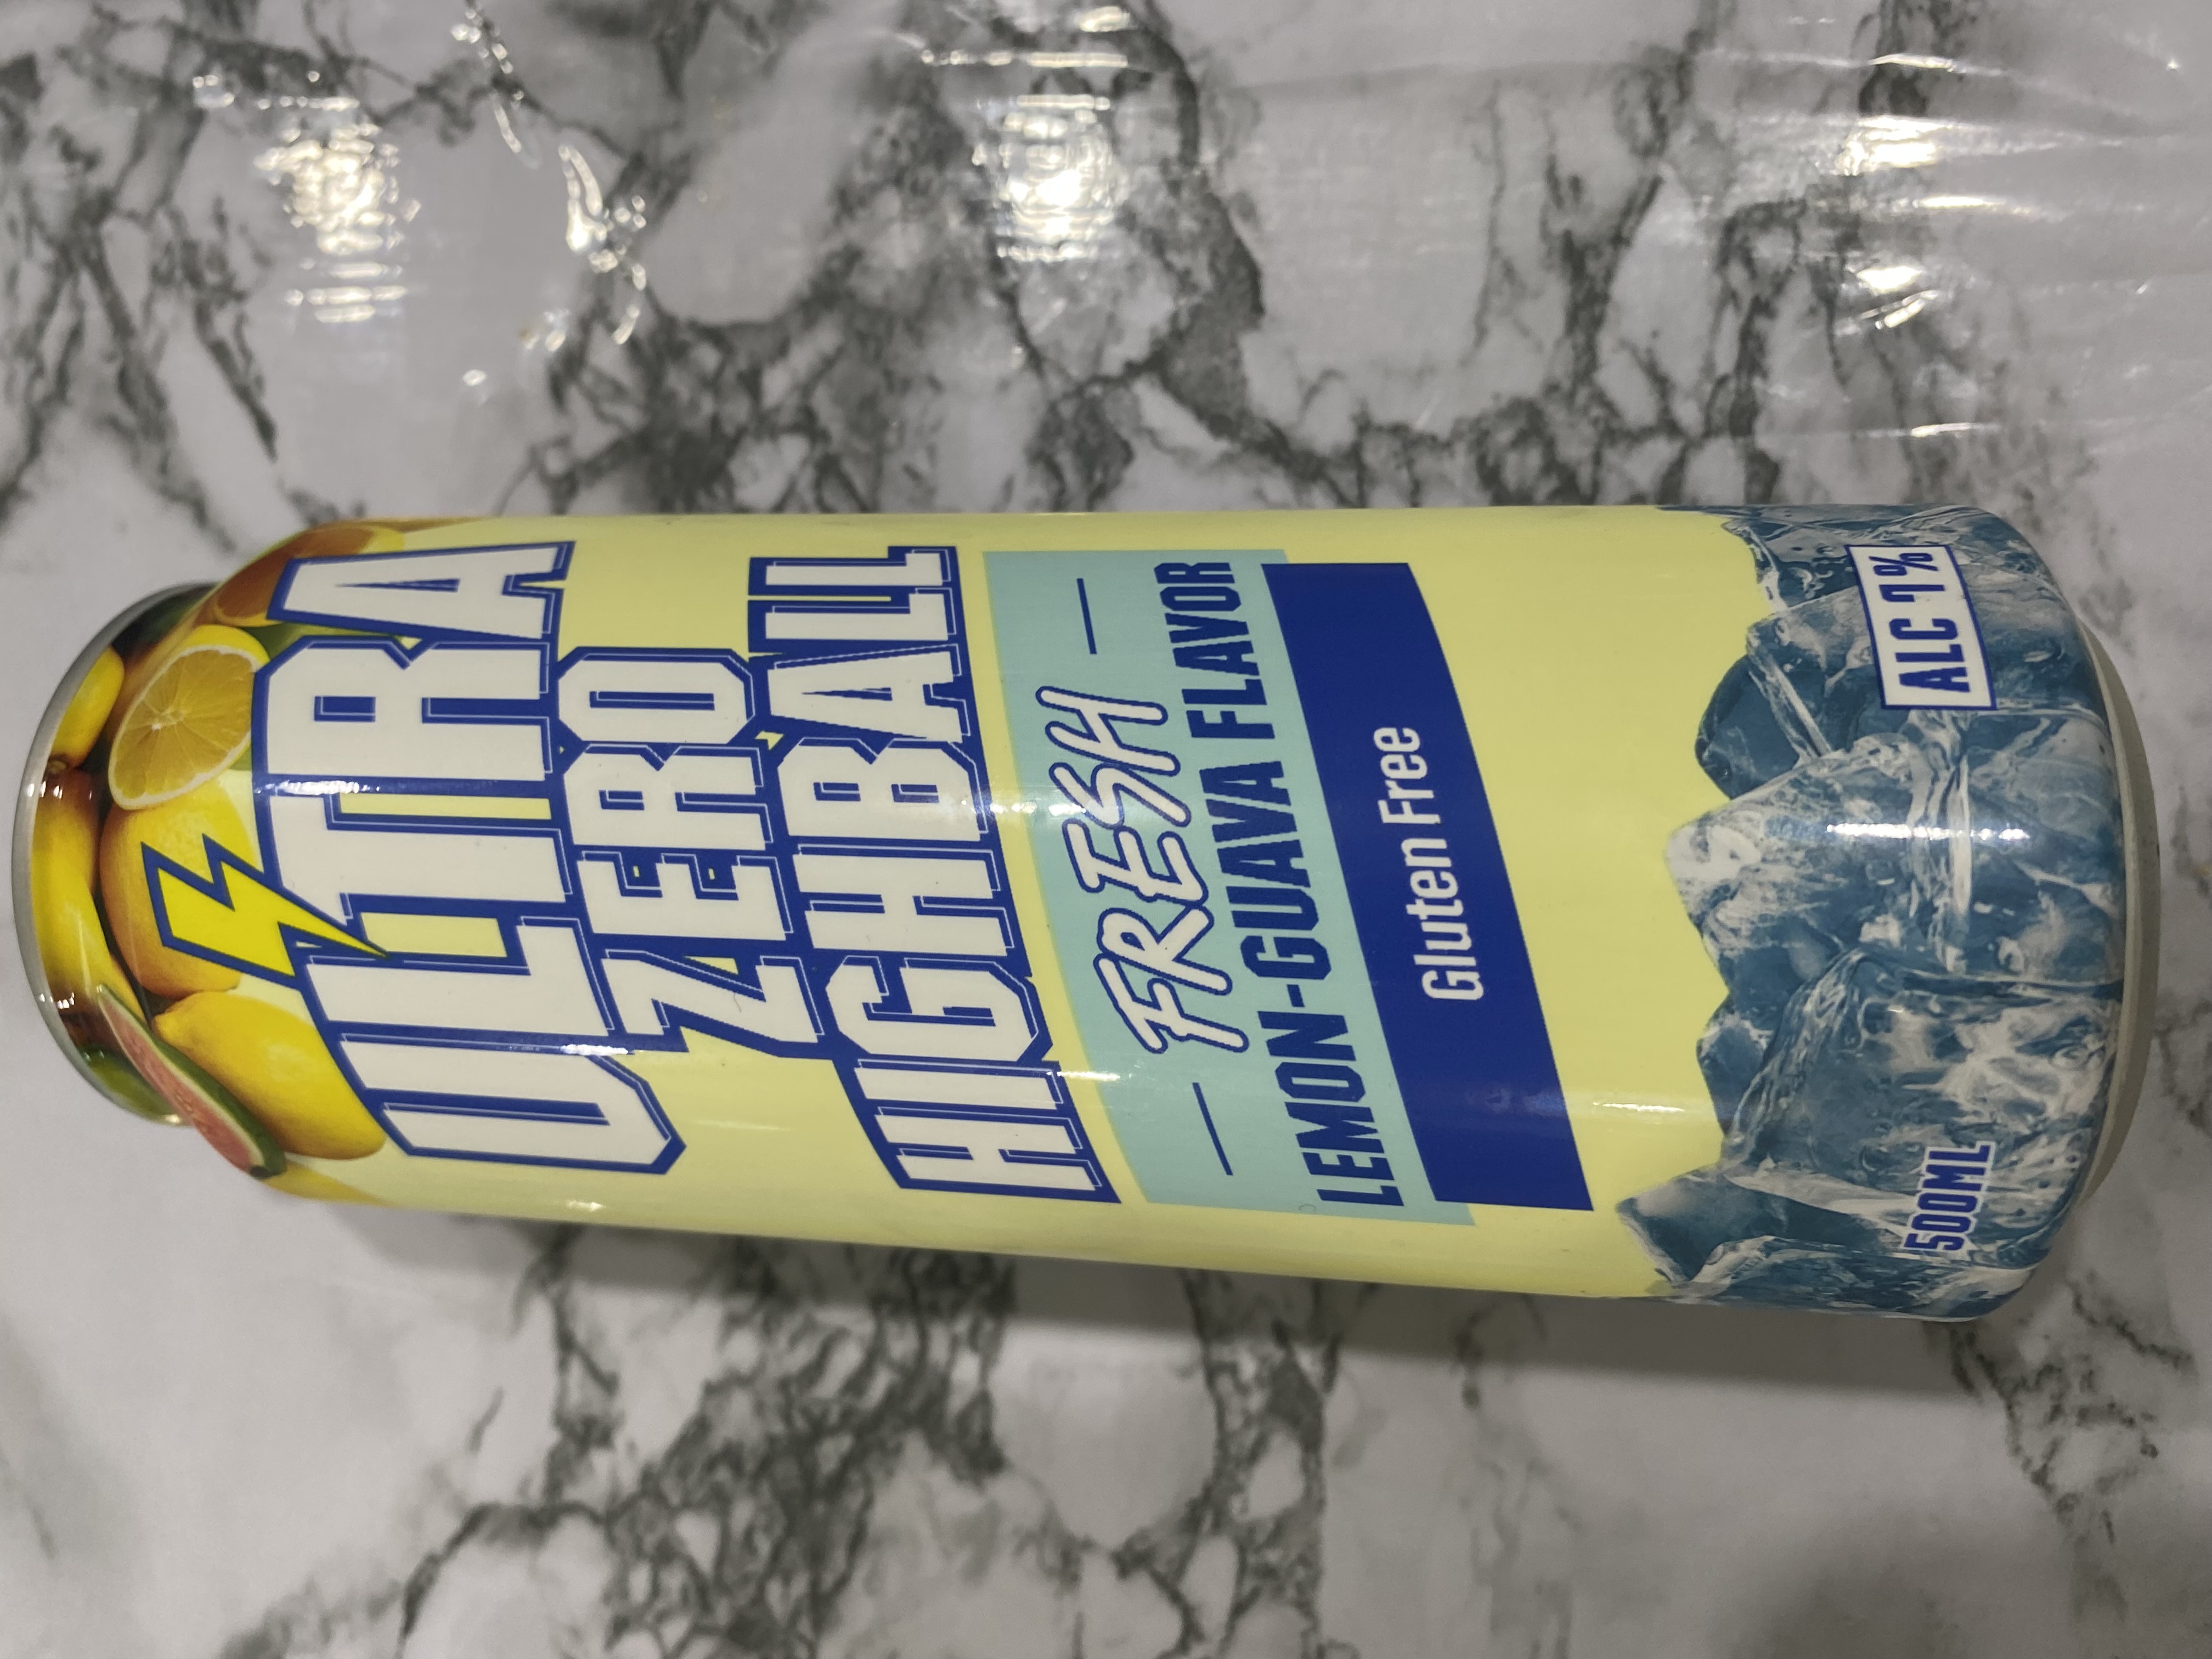 ULTRA
ZERO
HIGHBALL
FRESH
LEMON-GUAVA FLAVOR
Gluten Free
500ML
ALC 7%